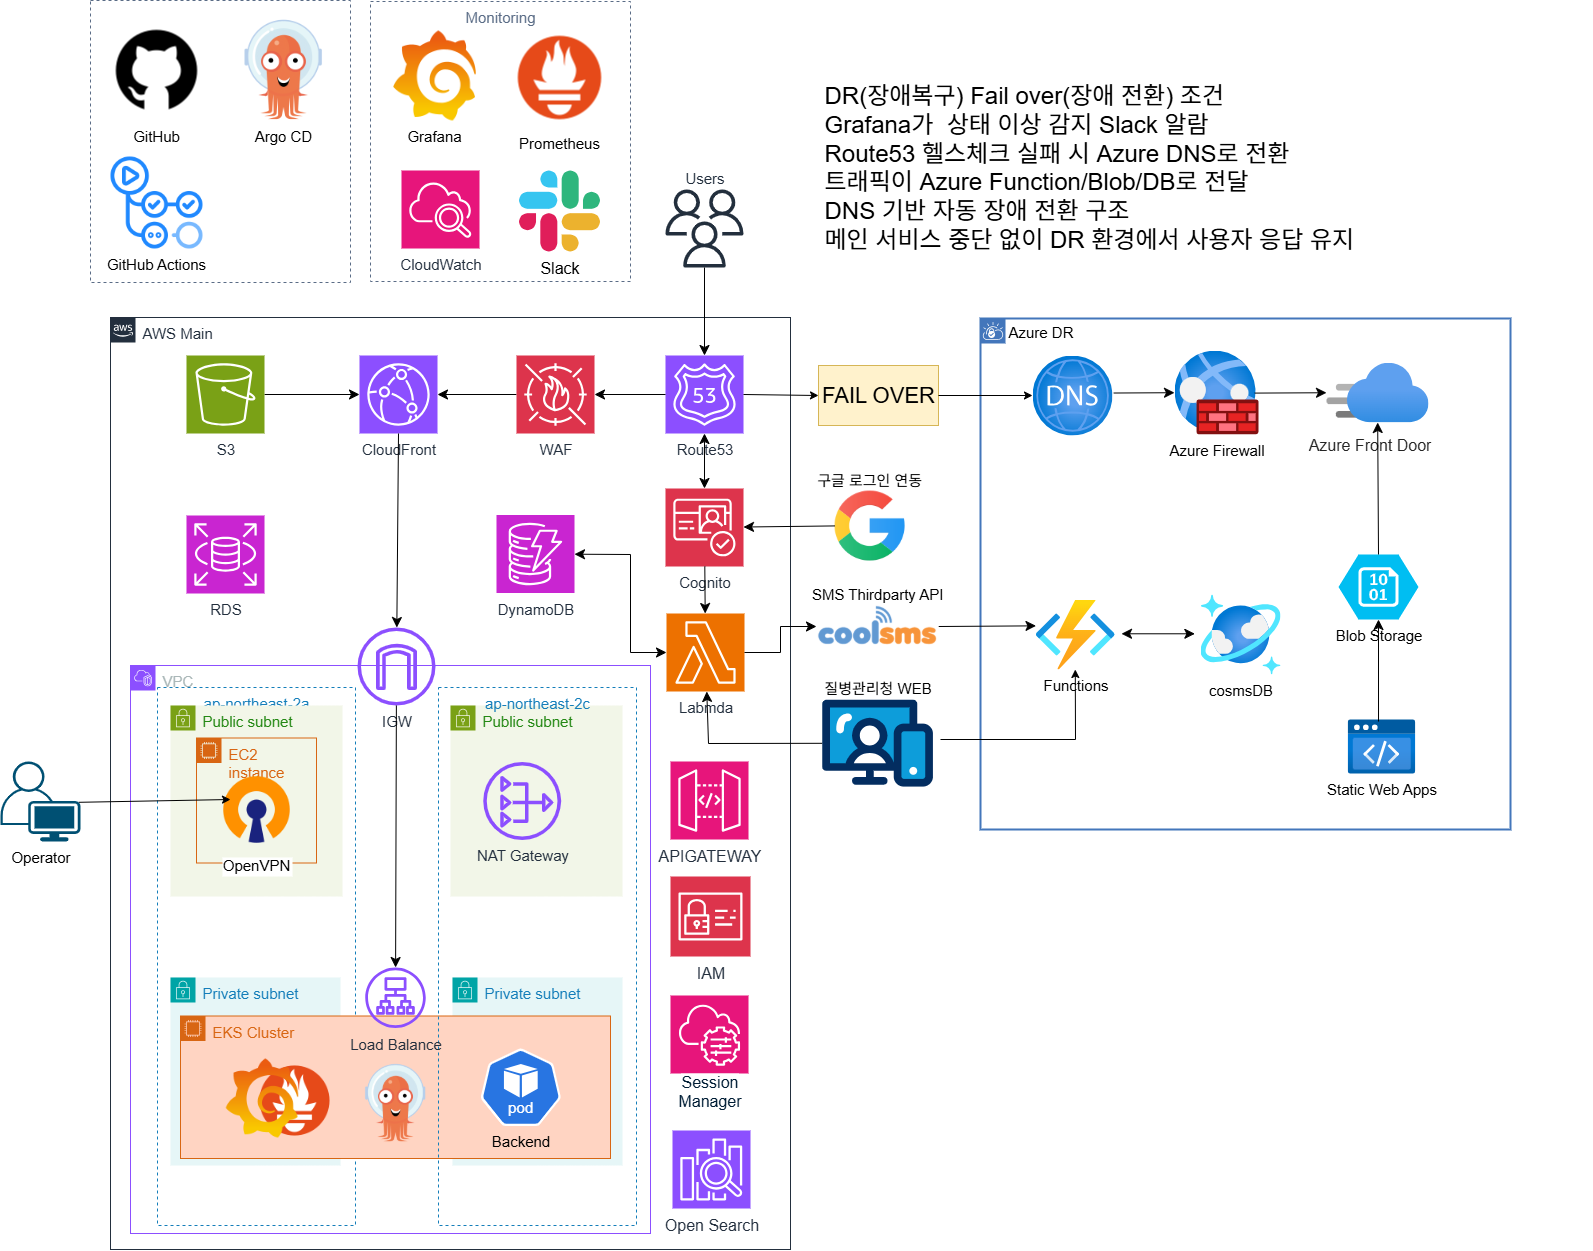 Monitoring
GitHub
Argo CD
Grafana
Prometheus
GitHub Actions
CloudWatch
Slack
DR(장애복구) Fail over(장애 전환) 조건
Grafana가  상태 이상 감지 Slack 알람
Route53 헬스체크 실패 시 Azure DNS로 전환
트래픽이 Azure Function/Blob/DB로 전달
DNS 기반 자동 장애 전환 구조
메인 서비스 중단 없이 DR 환경에서 사용자 응답 유지
Users
aws
AWS Main
Azure DR
S3
CloudFront
WAF
53
Route53
FAIL OVER
DNS
Azure Firewall
Azure Front Door
구글 로그인 연동
RDS
DynamoDB
Cognito
SMS Thirdparty API
coolsms
10
01
Blob Storage
Functions
cosmsDB
질병관리청 WEB
Labmda
VPC
ap-northeast-2a
Public subnet
EC2
instance
OpenVPN
IGW
ap-northeast-2c
Public subnet
NAT Gateway
Static Web Apps
Operator
APIGATEWAY
IAM
Private subnet
Private subnet
EKS Cluster
Load Balance
pod
Backend
Session
Manager
Open Search